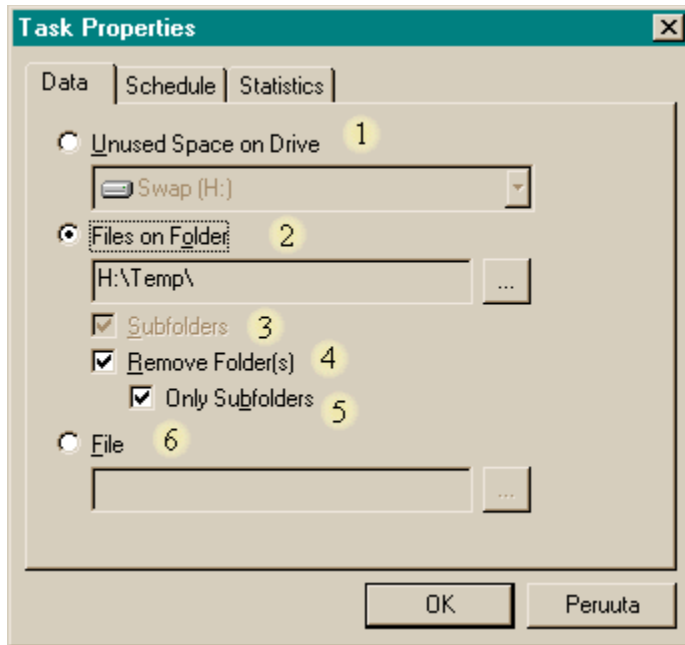 Task Properties
Data Schedule Statistics
Unused Space on Drive 1
Swap (H:)
Files on Folder 2
H:\Temp\ ...
Subfolders 3
Remove Folder(s) 4
Only Subfolders 5
File 6
...
OK Peruuta